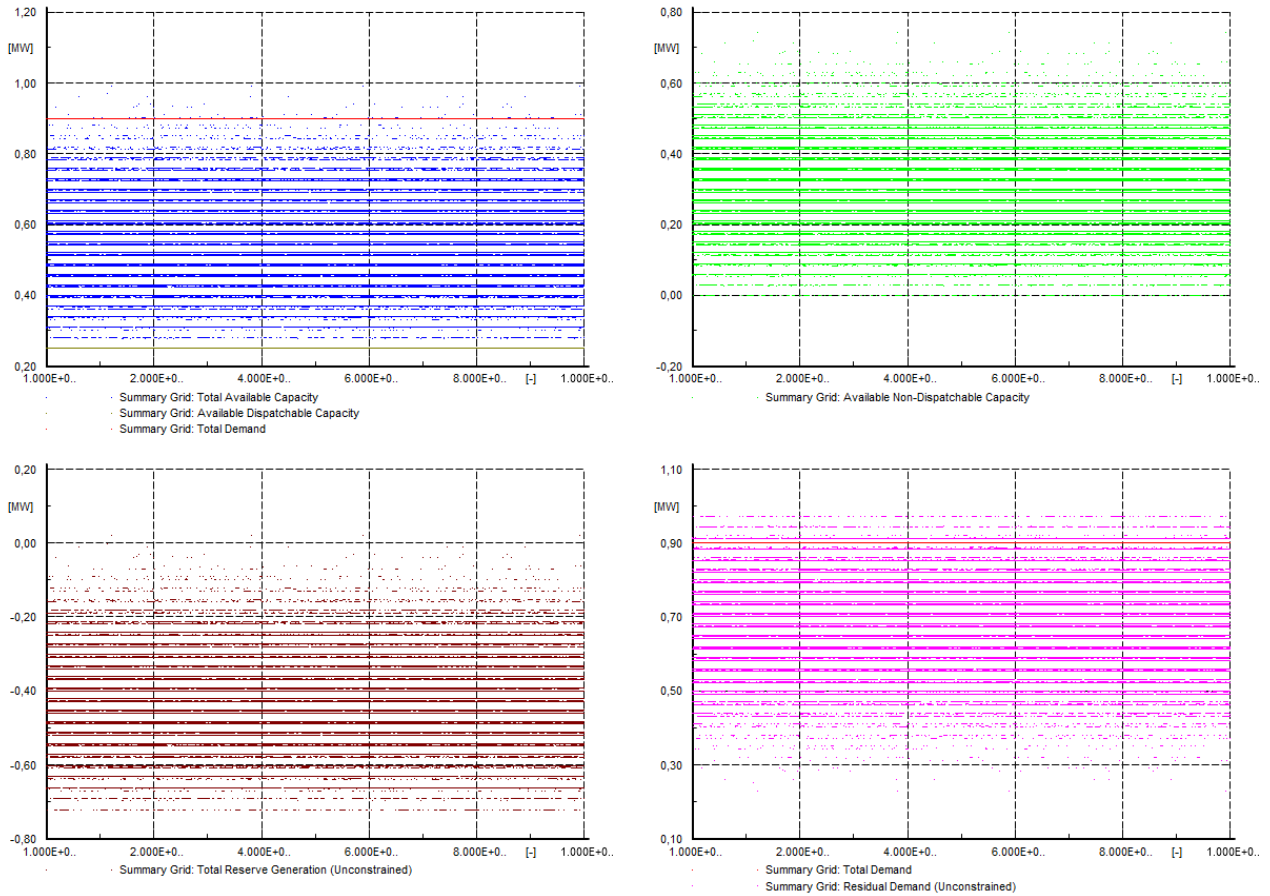 1,20
[MW]
1,00
0,80
0,60
0,40
0,20
1.000E+0..
2.000E+0..
4.000E+0..
6.000E+0..
8.000E+0..
[-]
1.000E+0..
Summary Grid: Total Available Capacity
Summary Grid: Available Dispatchable Capacity
Summary Grid: Total Demand
0,80
[MW]
0,60
0,40
0,20
0,00
-0,20
1.000E+0..
2.000E+0..
4.000E+0..
6.000E+0..
8.000E+0..
[-]
1.000E+0..
Summary Grid: Available Non-Dispatchable Capacity
0,20
[MW]
0,00
-0,20
-0,40
-0,60
-0,80
1.000E+0..
2.000E+0..
4.000E+0..
6.000E+0..
8.000E+0..
[-]
1.000E+0..
Summary Grid: Total Reserve Generation (Unconstrained)
1,10
[MW]
0,90
0,70
0,50
0,30
0,10
1.000E+0..
2.000E+0..
4.000E+0..
6.000E+0..
8.000E+0..
[-]
1.000E+0..
Summary Grid: Total Demand
Summary Grid: Residual Demand (Unconstrained)